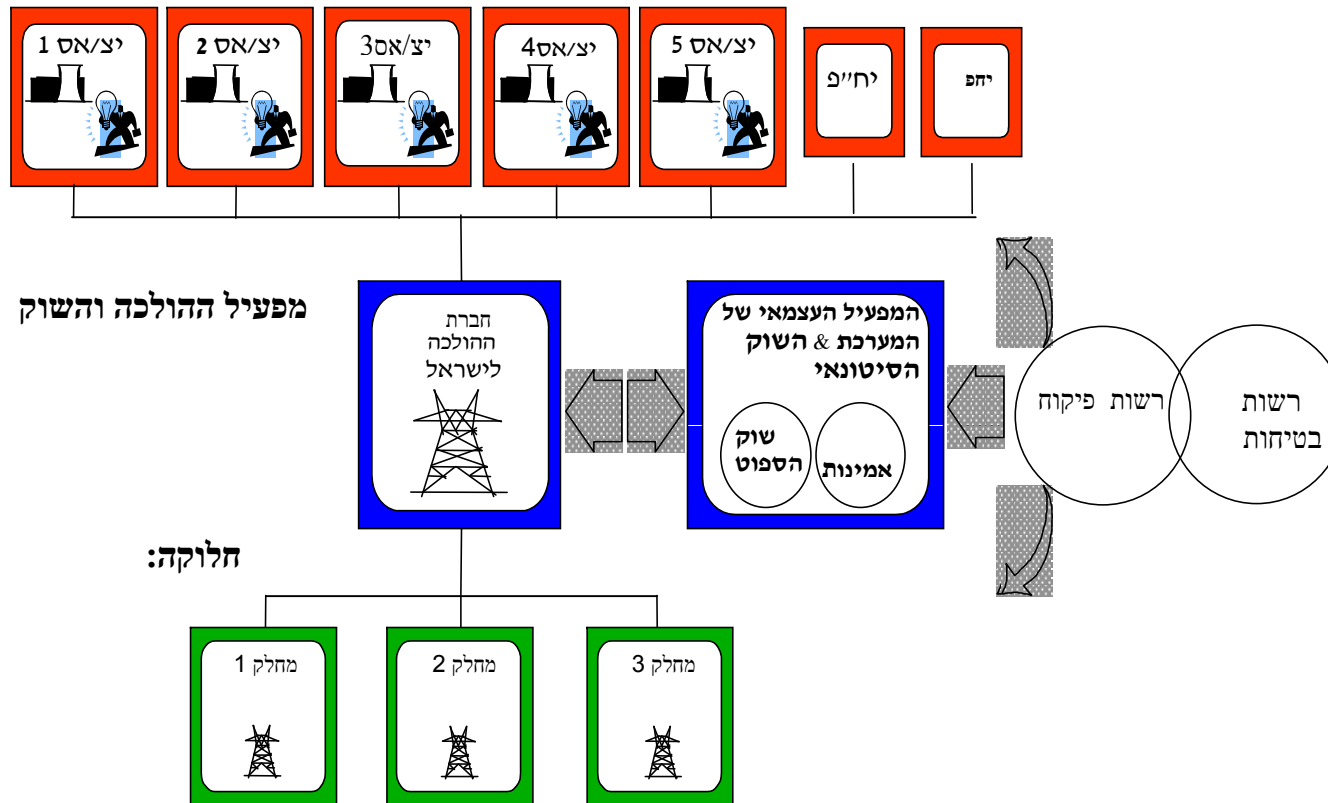 יצ/אס 1
יצ/אס 2
יצ/אס3
יצ/אס4
יצ/אס 5
יח״פ
יחפ
מפעיל ההולכה והשוק
חברת
ההולכה
לישראל
המפעיל העצמאי של
המערכת & השוק
הסיטונאי
שוק
הספוט
אמינות
רשות פיקוח
רשות
בטיחות
חלוקה:
מחלק 1
מחלק 2
מחלק 3